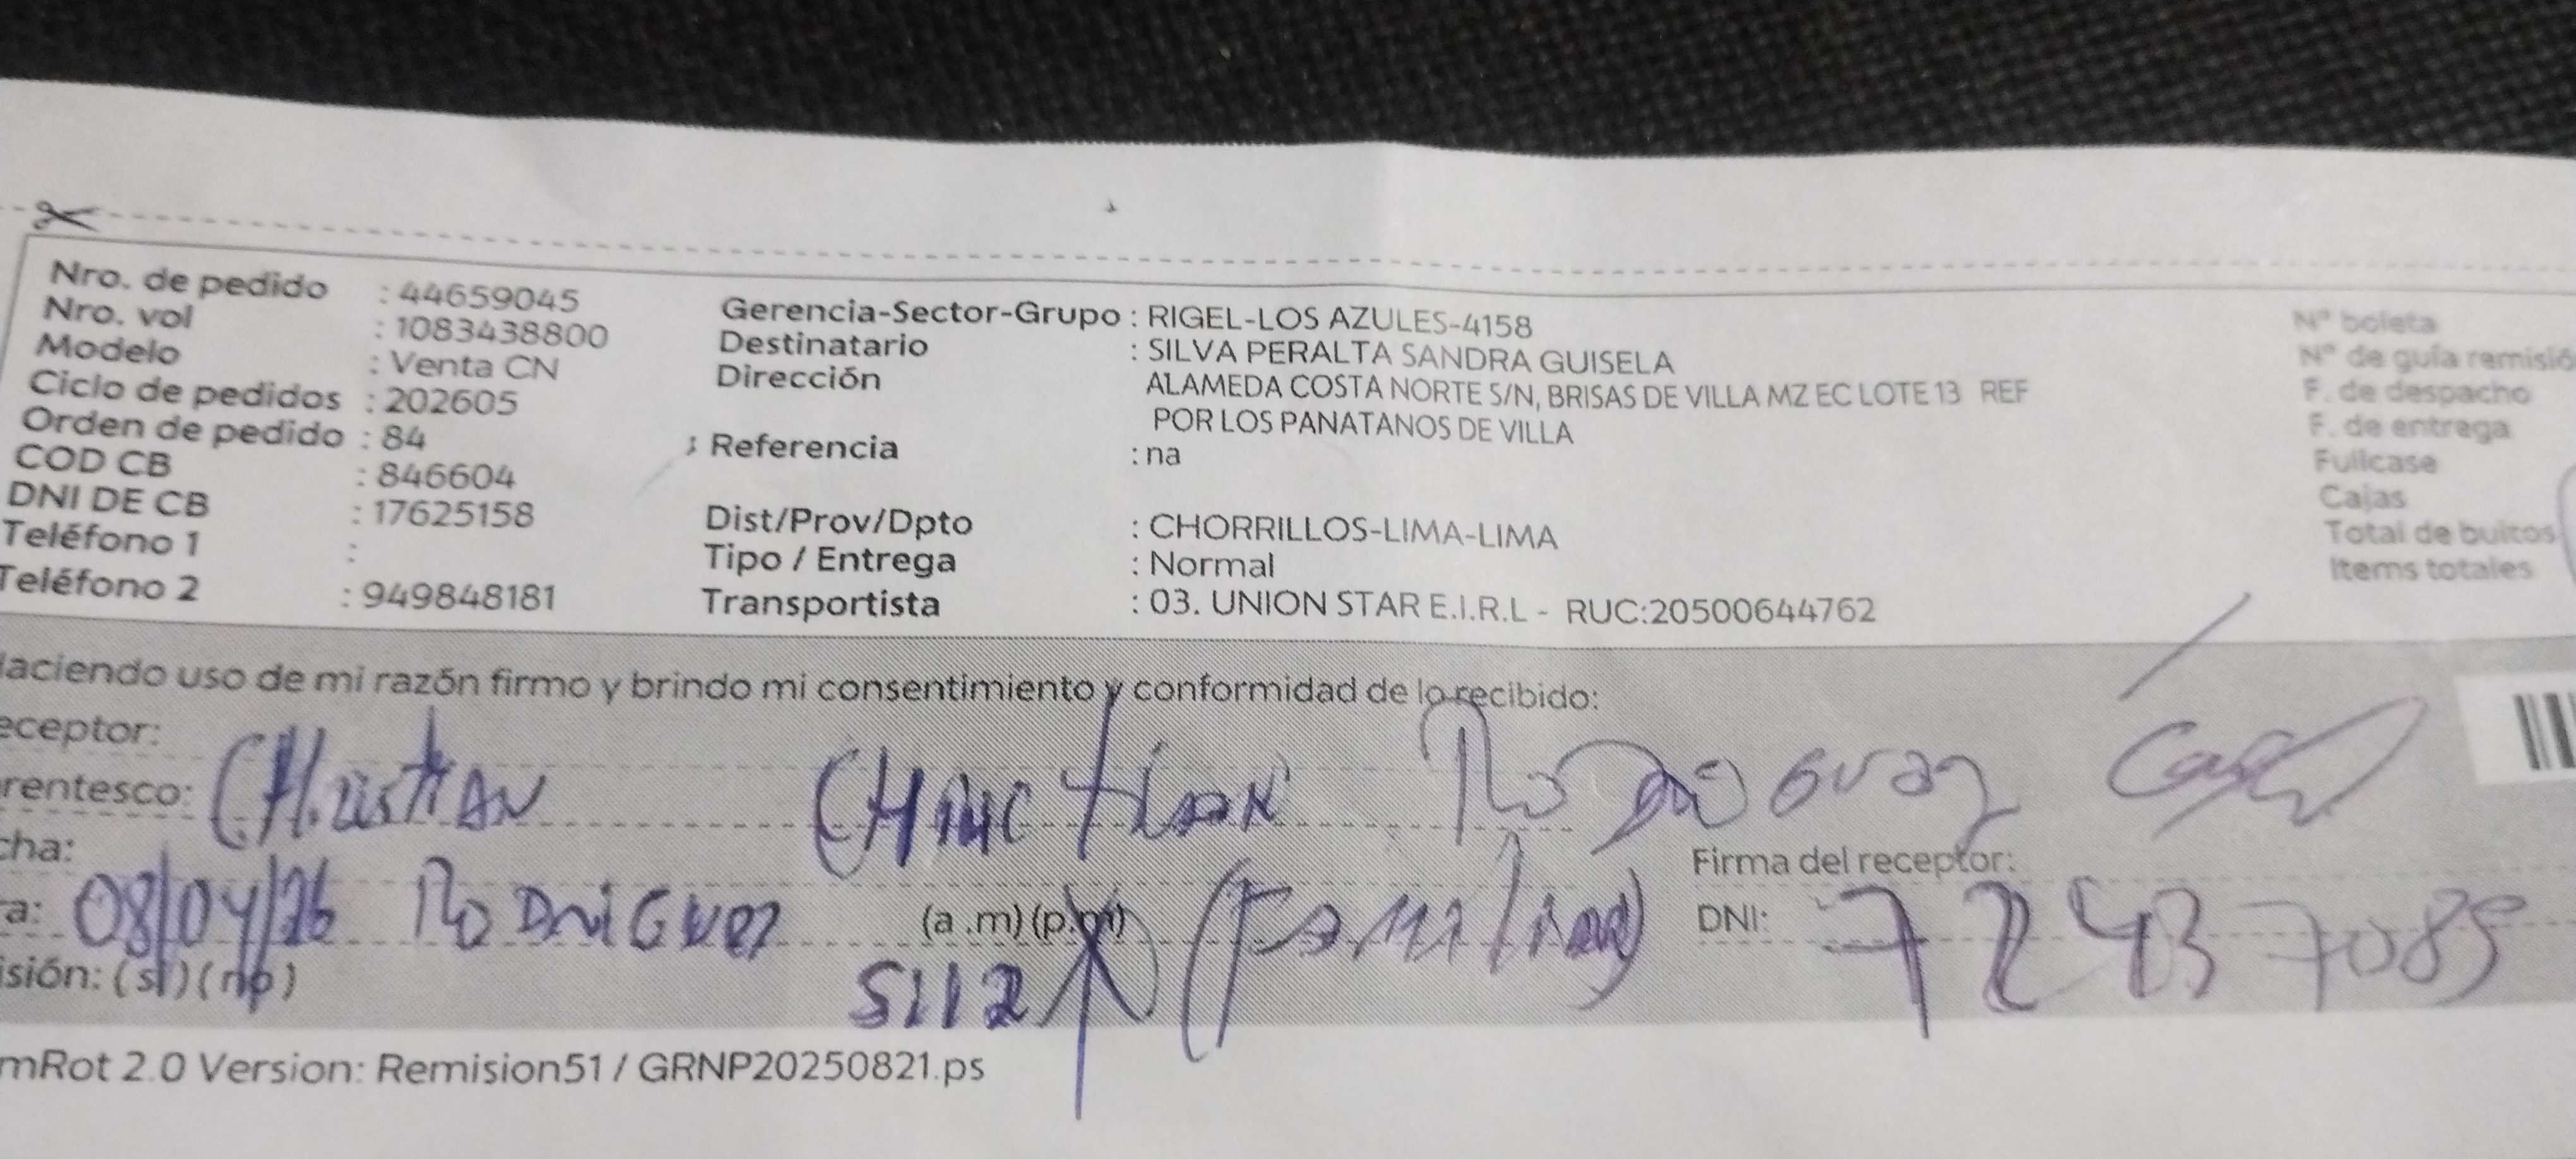 Nro. de pedido : 44659045
Nro. vol : 1083438800
Modelo : Venta CN
Ciclo de pedidos : 202605
Orden de pedido : 84
COD CB : 846604
DNI DE CB : 17625158
Teléfono 1 :
Teléfono 2 : 949848181
Gerencia-Sector-Grupo : RIGEL-LOS AZULES-4158
Destinatario : SILVA PERALTA SANDRA GUISELA
Dirección ALAMEDA COSTA NORTE S/N, BRISAS DE VILLA MZ EC LOTE 13 REF
POR LOS PANATANOS DE VILLA
Referencia : na
Dist/Prov/Dpto : CHORRILLOS-LIMA-LIMA
Tipo / Entrega : Normal
Transportista : 03. UNION STAR E.I.R.L - RUC:20500644762
N° boleta
N° de guía remisió
F. de despacho
F. de entrega
Fullcase
Cajas
Total de bultos
Items totales
Haciendo uso de mi razón firmo y brindo mi consentimiento y conformidad de lo recibido:
eceptor:
rentesco: CHRISTIAN
cha:
Firma del receptor:
a: 08/04/26 RODRIGUEZ (a .m) (p.m) (Familiar) DNI: 72437089
isión: (si) (no)
mRot 2.0 Version: Remision51 / GRNP20250821.ps